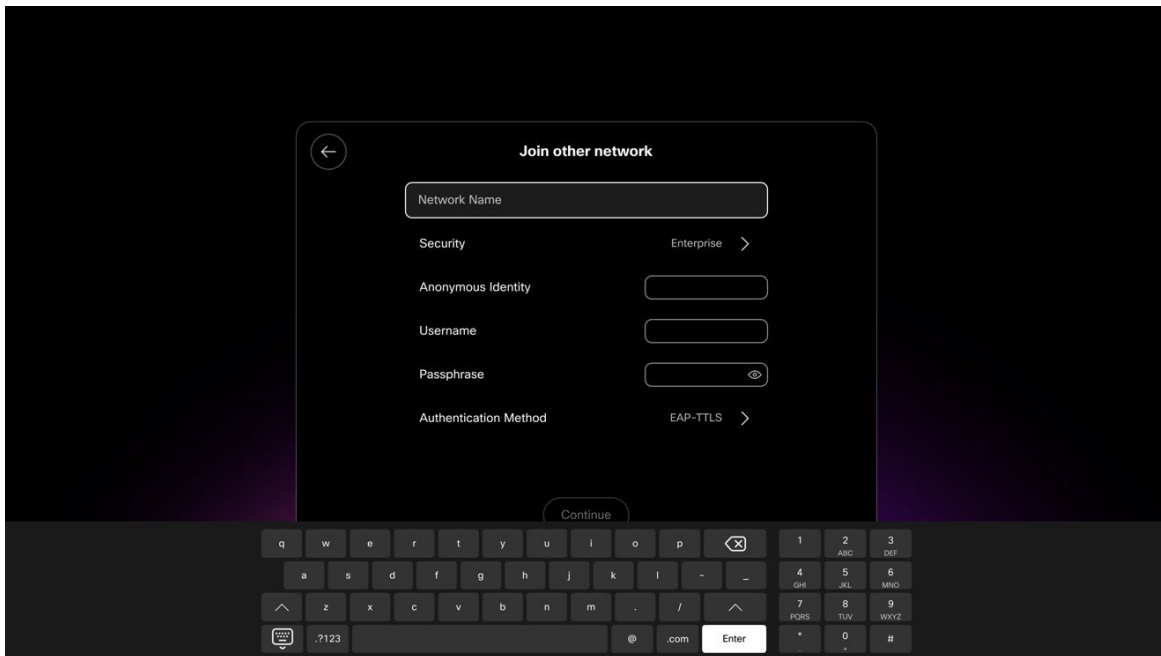 Join other network
Network Name
Security Enterprise
Anonymous Identity
Username
Passphrase
Authentication Method EAP-TTLS
Continue
q w e r t y u i o p 1 2 ABC 3 DEF
a s d f g h j k l - _ 4 GHI 5 JKL 6 MNO
z x c v b n m . / 7 PQRS 8 TUV 9 WXYZ
.?123 @ .com Enter * . 0 + #